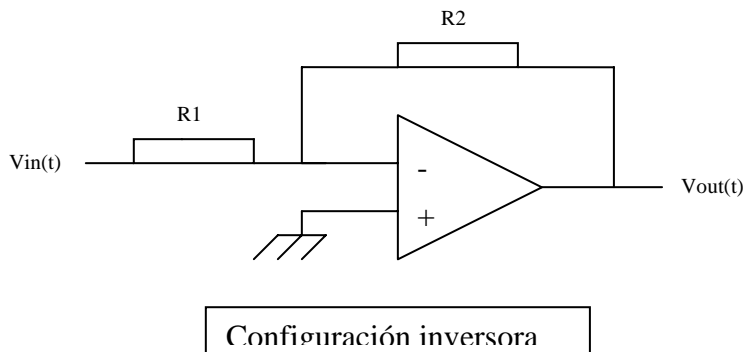 R2
R1
Vin(t)
-
+
Vout(t)
Configuración inversora